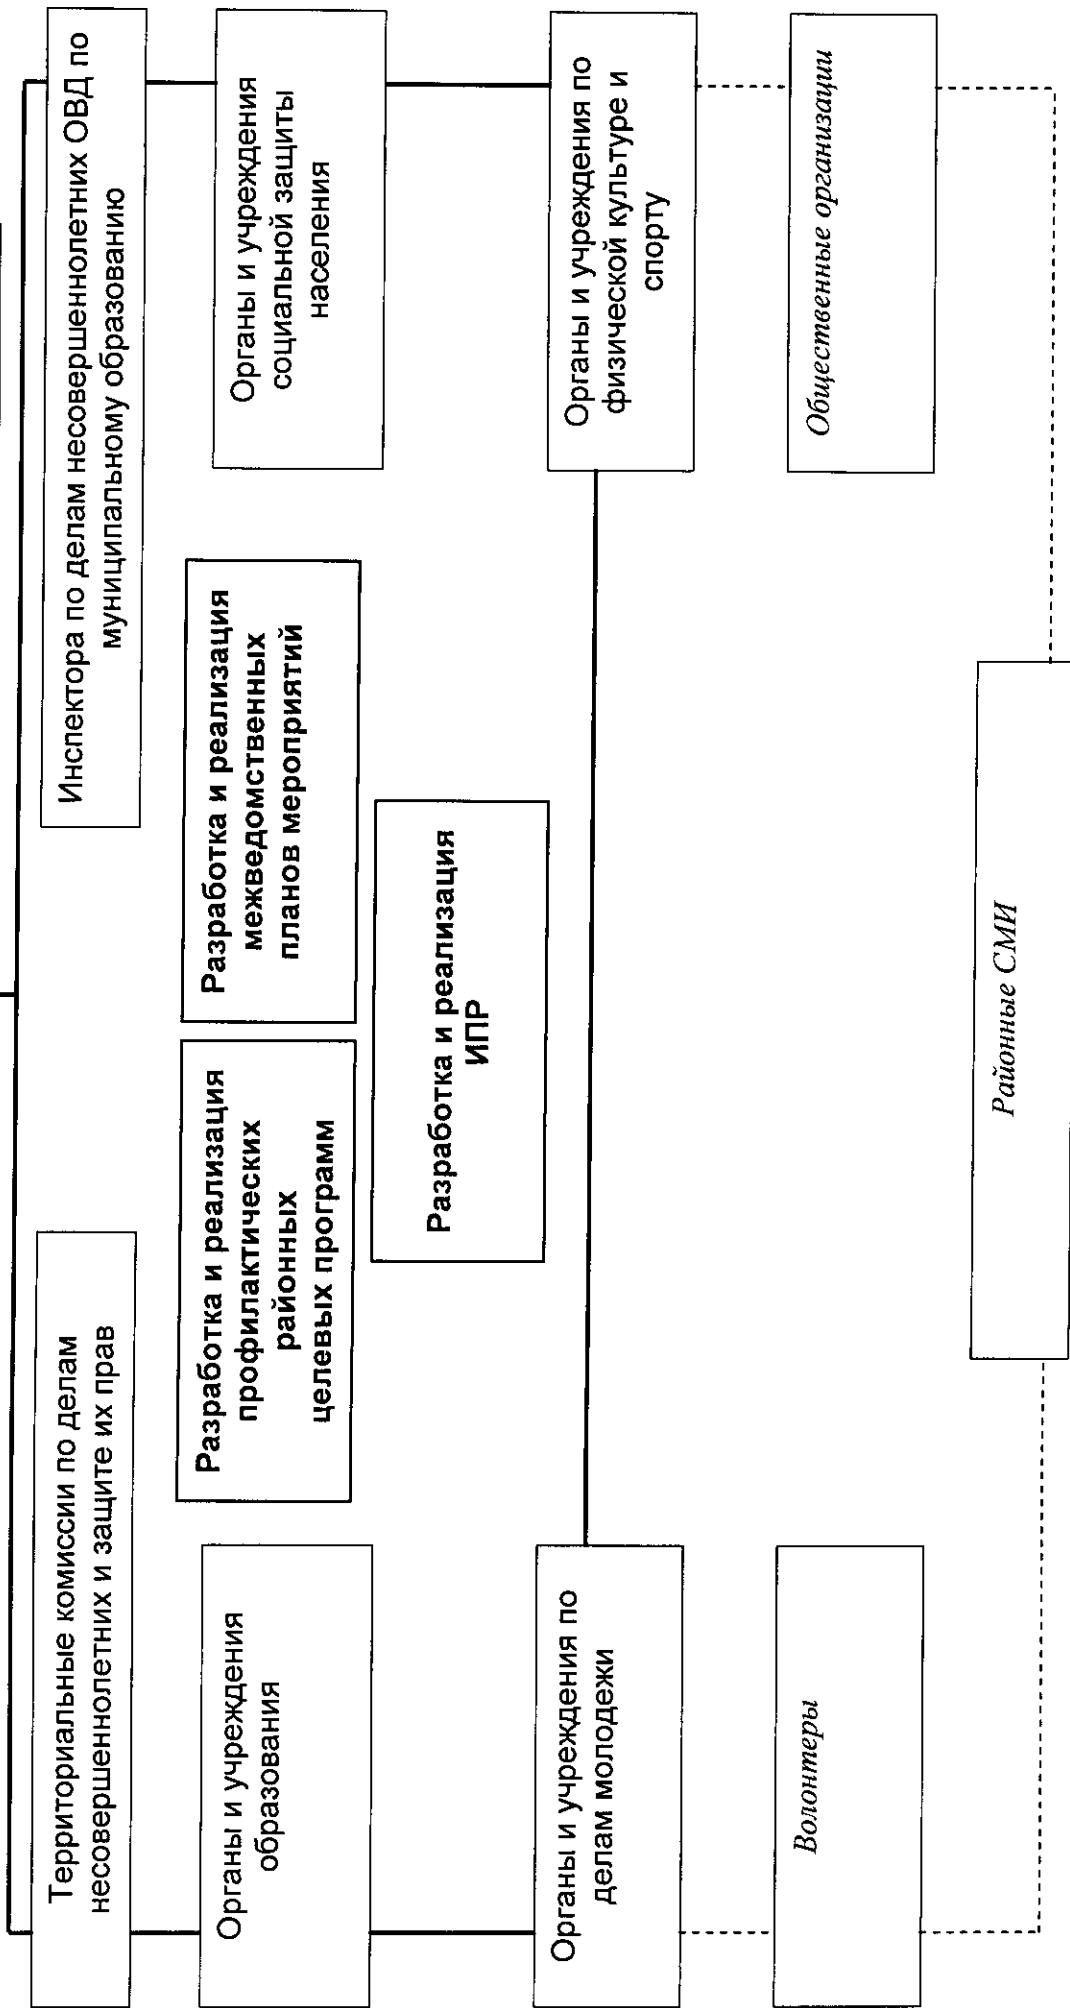 Территориальные комиссии по делам
несовершеннолетних и защите их прав
Инспектора по делам несовершеннолетних ОВД по
муниципальному образованию
Органы и учреждения
образования
Разработка и реализация
профилактических
районных
целевых программ
Разработка и реализация
межведомственных
планов мероприятий
Органы и учреждения
социальной защиты
населения
Разработка и реализация
ИПР
Органы и учреждения по
делам молодежи
Органы и учреждения по
физической культуре и
спорту
Волонтеры
Общественные организации
Районные СМИ